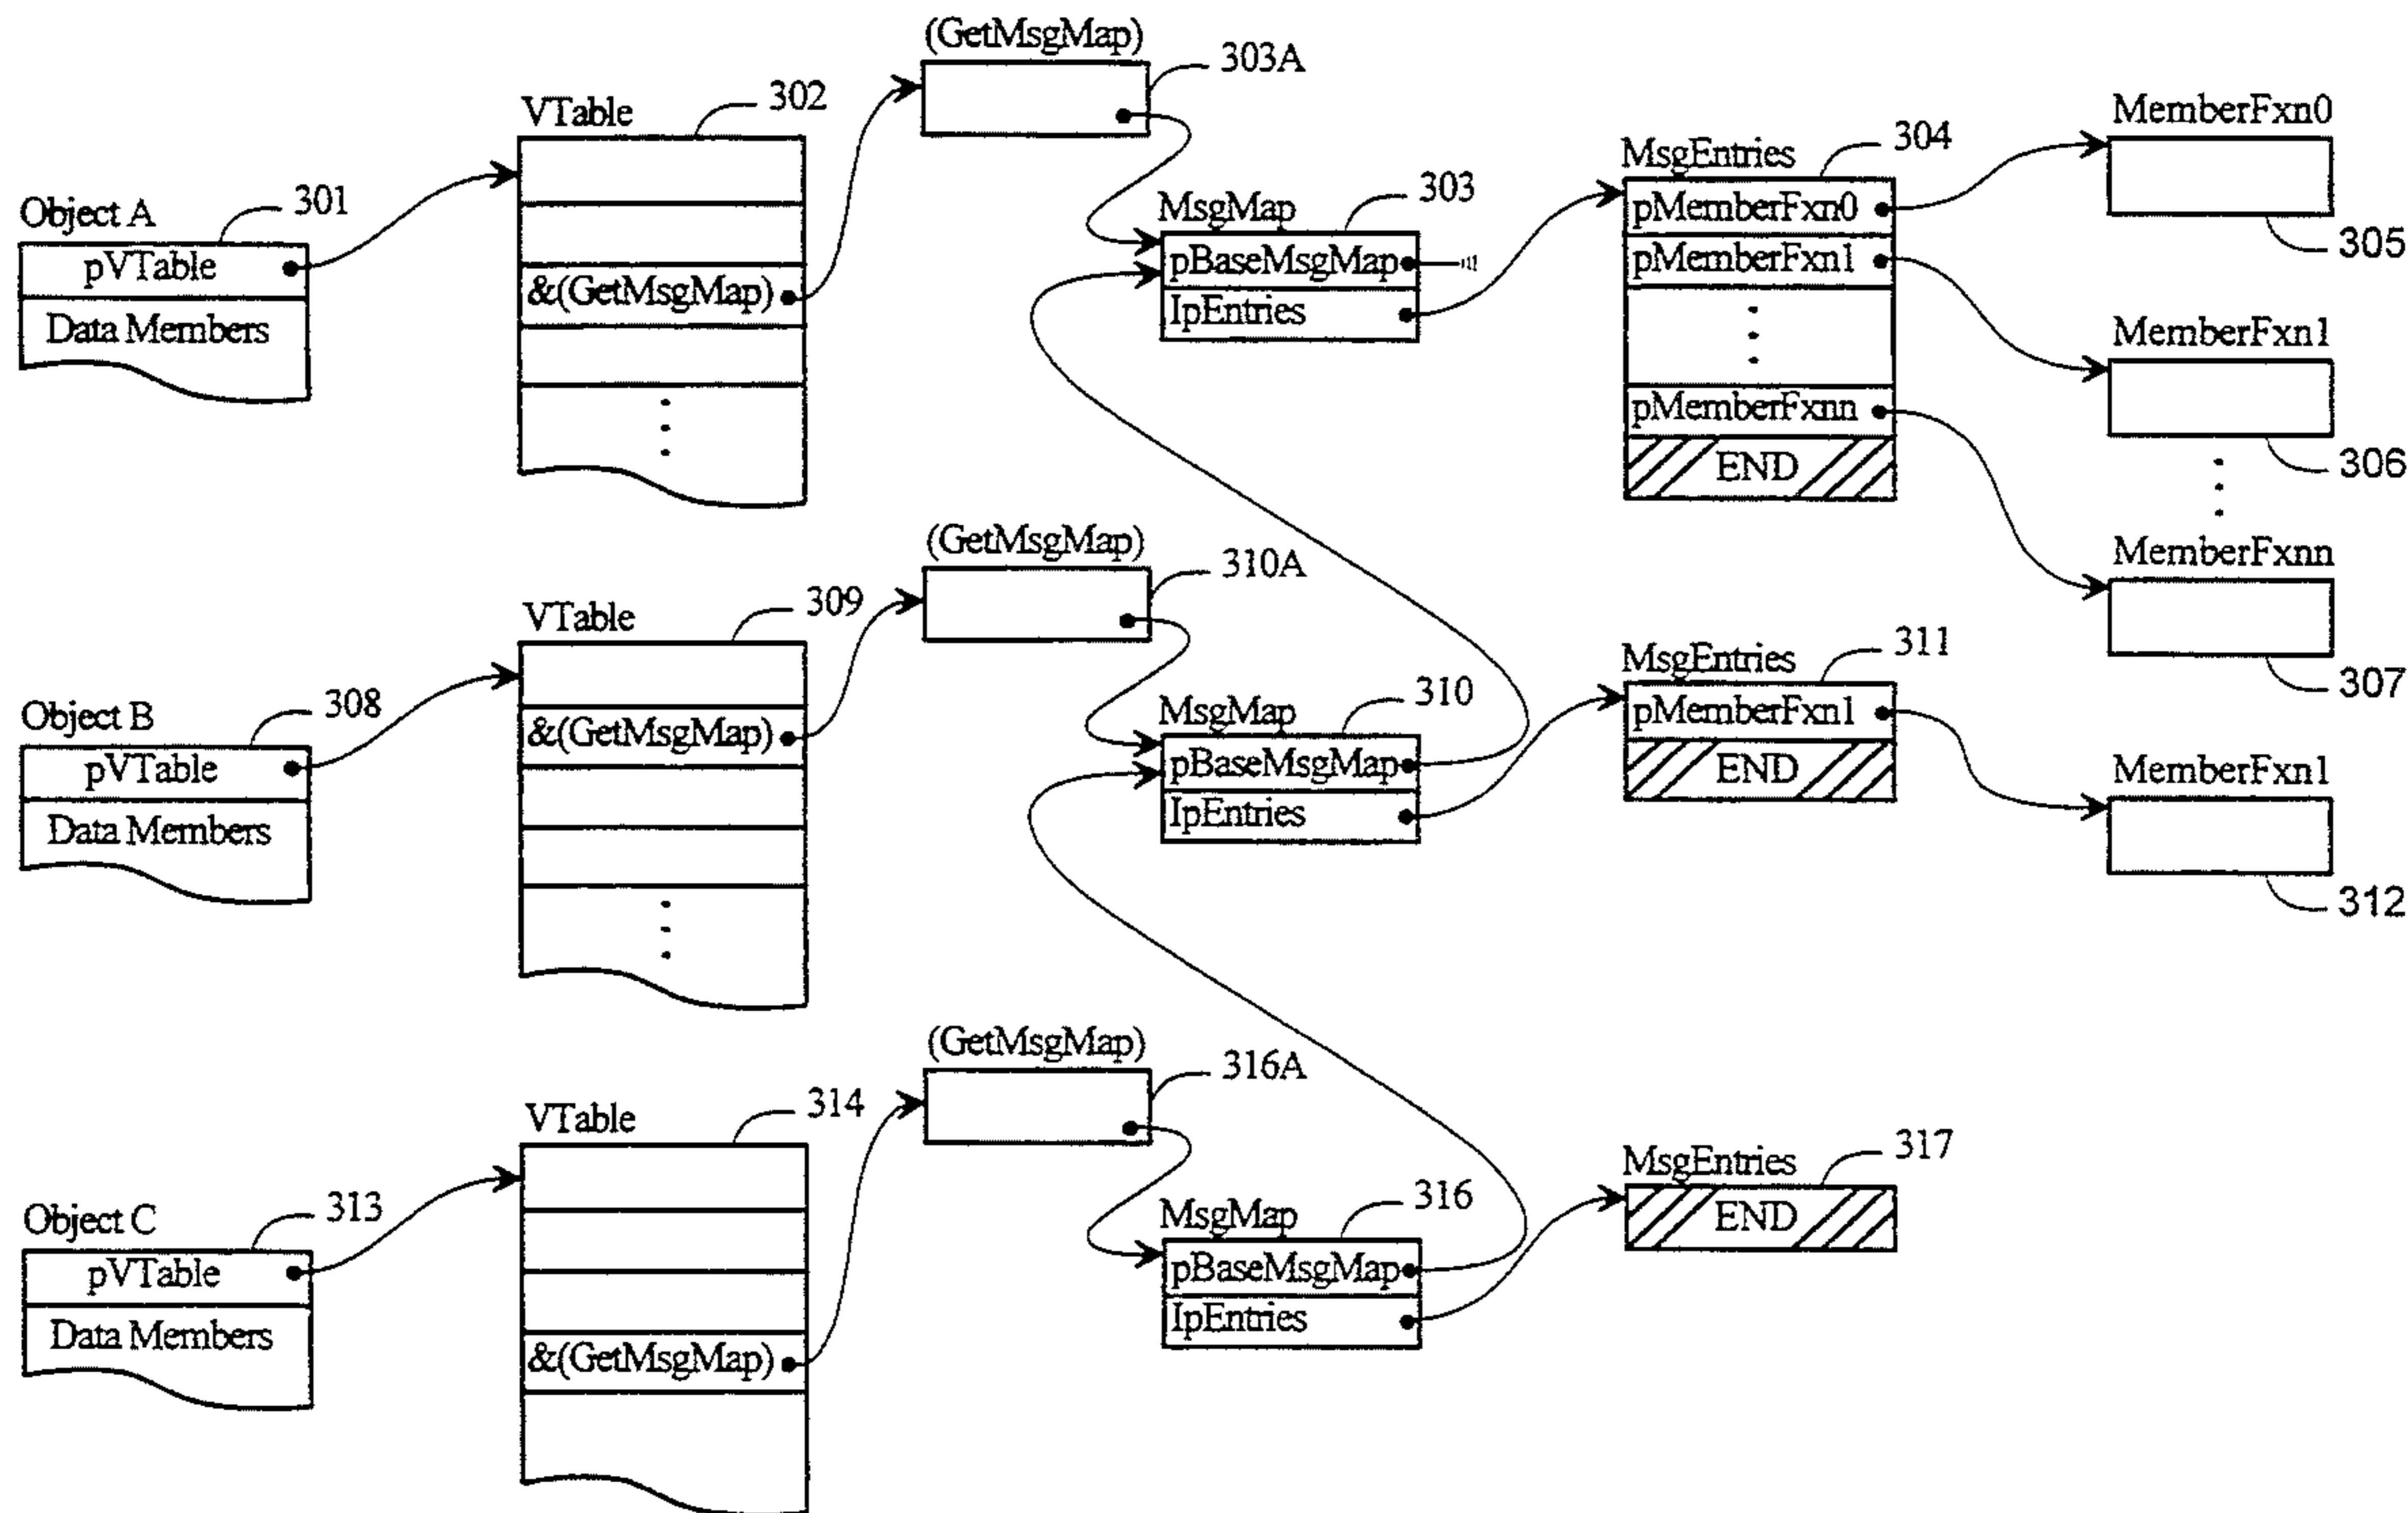 (GetMsgMap)
303A
VTable
302
MemberFxn0
305
MsgEntries
304
pMemberFxn0
pMemberFxn1
pMemberFxnn
END
Object A
301
pVTable
Data Members
&(GetMsgMap)
MsgMap
303
pBaseMsgMap
IpEntries
MemberFxn1
306
MemberFxnn
307
(GetMsgMap)
310A
VTable
309
&(GetMsgMap)
Object B
308
pVTable
Data Members
MsgMap
310
pBaseMsgMap
IpEntries
MsgEntries
311
pMemberFxn1
END
MemberFxn1
312
(GetMsgMap)
316A
VTable
314
&(GetMsgMap)
Object C
313
pVTable
Data Members
MsgMap
316
pBaseMsgMap
IpEntries
MsgEntries
317
END